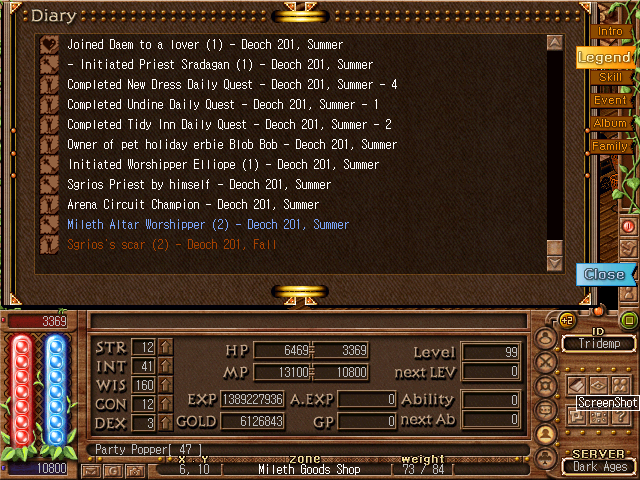 Diary
Intro
Legend
Skill
Event
Album
Family
Joined Daem to a lover (1) - Deoch 201, Summer
- Initiated Priest Sradagan (1) - Deoch 201, Summer
Completed New Dress Daily Quest - Deoch 201, Summer - 4
Completed Undine Daily Quest - Deoch 201, Summer - 1
Completed Tidy Inn Daily Quest - Deoch 201, Summer - 2
Owner of pet holiday erbie Blob Bob - Deoch 201, Summer
Initiated Worshipper Elliope (1) - Deoch 201, Summer
Sgrios Priest by himself - Deoch 201, Summer
Arena Circuit Champion - Deoch 201, Summer
Mileth Altar Worshipper (2) - Deoch 201, Summer
Sgrios's scar (2) - Deoch 201, Fall
Close
3369
+2
ID
Tridemp
STR 12
INT 41
WIS 160
CON 12
DEX 3
HP 6469 3369
MP 13100 10800
EXP 1389227936 A.EXP 0
GOLD 6126843 GP 0
Level 99
next LEV 0
Ability 0
next Ab 0
ScreenShot
Party Popper[ 47 ]
10800
X Y zone weight
6, 10 [ Mileth Goods Shop [ 73 / 84 [
SERVER
Dark Ages